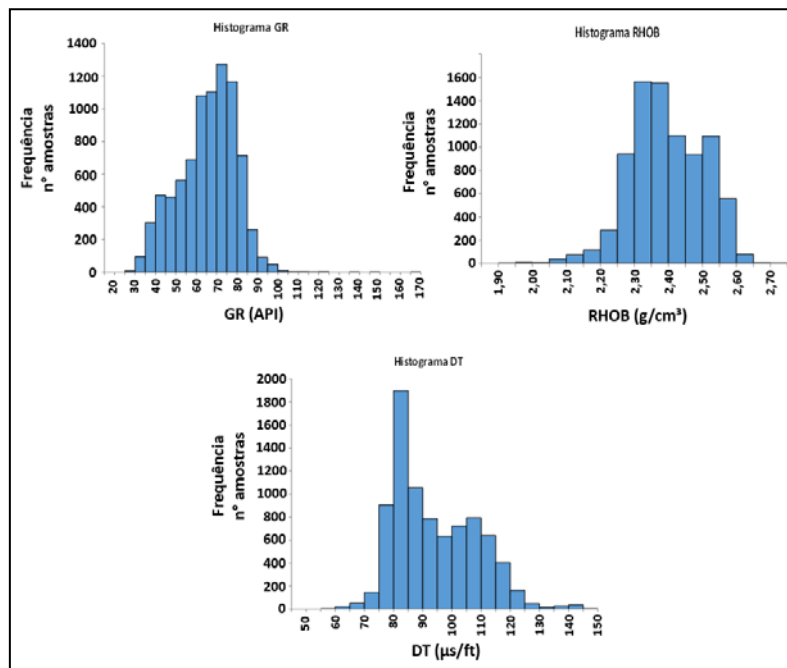 Histograma GR
Frequência
n° amostras
1400
1200
1000
800
600
400
200
0
20 30 40 50 60 70 80 90 100 110 120 130 140 150 160 170
GR (API)
Histograma RHOB
Frequência
n° amostras
1600
1400
1200
1000
800
600
400
200
0
1,90 2,00 2,10 2,20 2,30 2,40 2,50 2,60 2,70
RHOB (g/cm³)
Histograma DT
Frequência
n° amostras
2000
1800
1600
1400
1200
1000
800
600
400
200
0
50 60 70 80 90 100 110 120 130 140 150
DT (µs/ft)